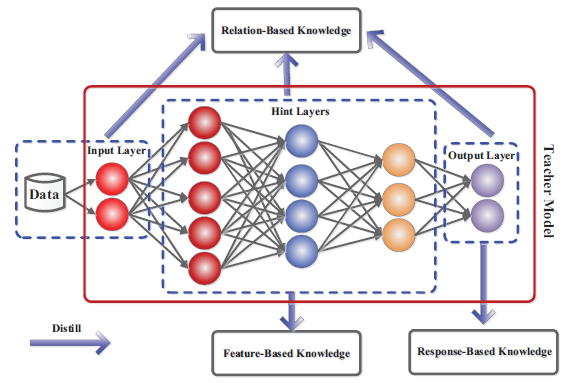 Relation-Based Knowledge
Hint Layers
Input Layer
Output Layer
Data
Teacher Model
Distill
Feature-Based Knowledge
Response-Based Knowledge